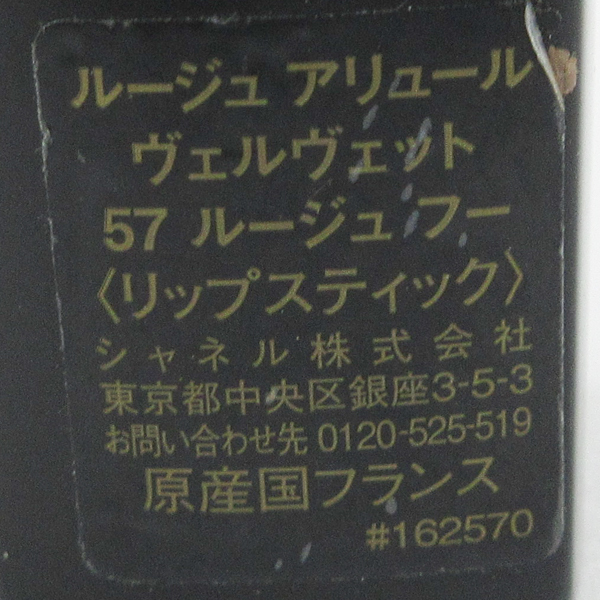 ルージュ アリュール
ヴェルヴェット
57 ルージュ フー
〈リップスティック〉
シャネル株式会社
東京都中央区銀座3-5-3
お問い合わせ先 0120-525-519
原産国フランス
#162570